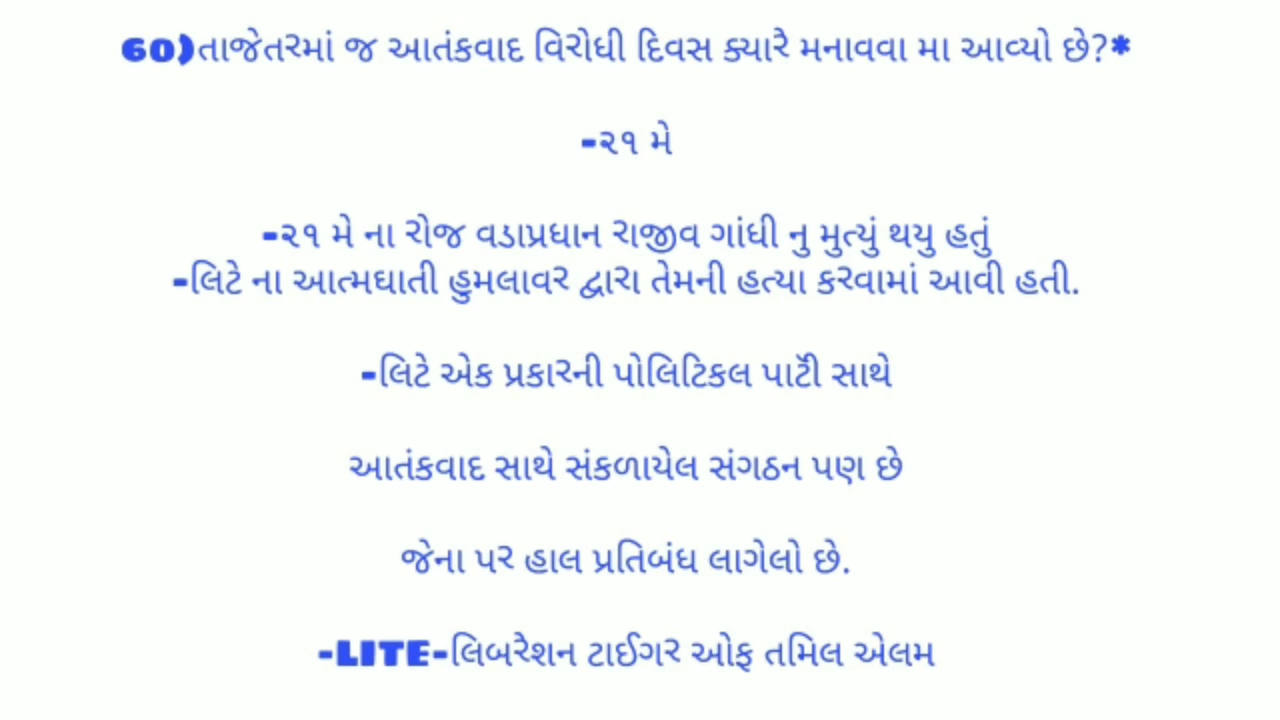 60)તાજેતરમાં જ આતંકવાદ વિરોધી દિવસ ક્યારે મનાવવા મા આવ્યો છે?*
-૨૧ મે
-૨૧ મે ના રોજ વડાપ્રધાન રાજીવ ગાંધી નુ મુત્યું થયુ હતું
-લિટે ના આત્મઘાતી હુમલાવર દ્વારા તેમની હત્યા કરવામાં આવી હતી.
-લિટે એક પ્રકારની પોલિટિકલ પાર્ટી સાથે
આતંકવાદ સાથે સંકળાયેલ સંગઠન પણ છે
જેના પર હાલ પ્રતિબંધ લાગેલો છે.
-LITE-લિબરેશન ટાઈગર ઓફ તમિલ એલમ